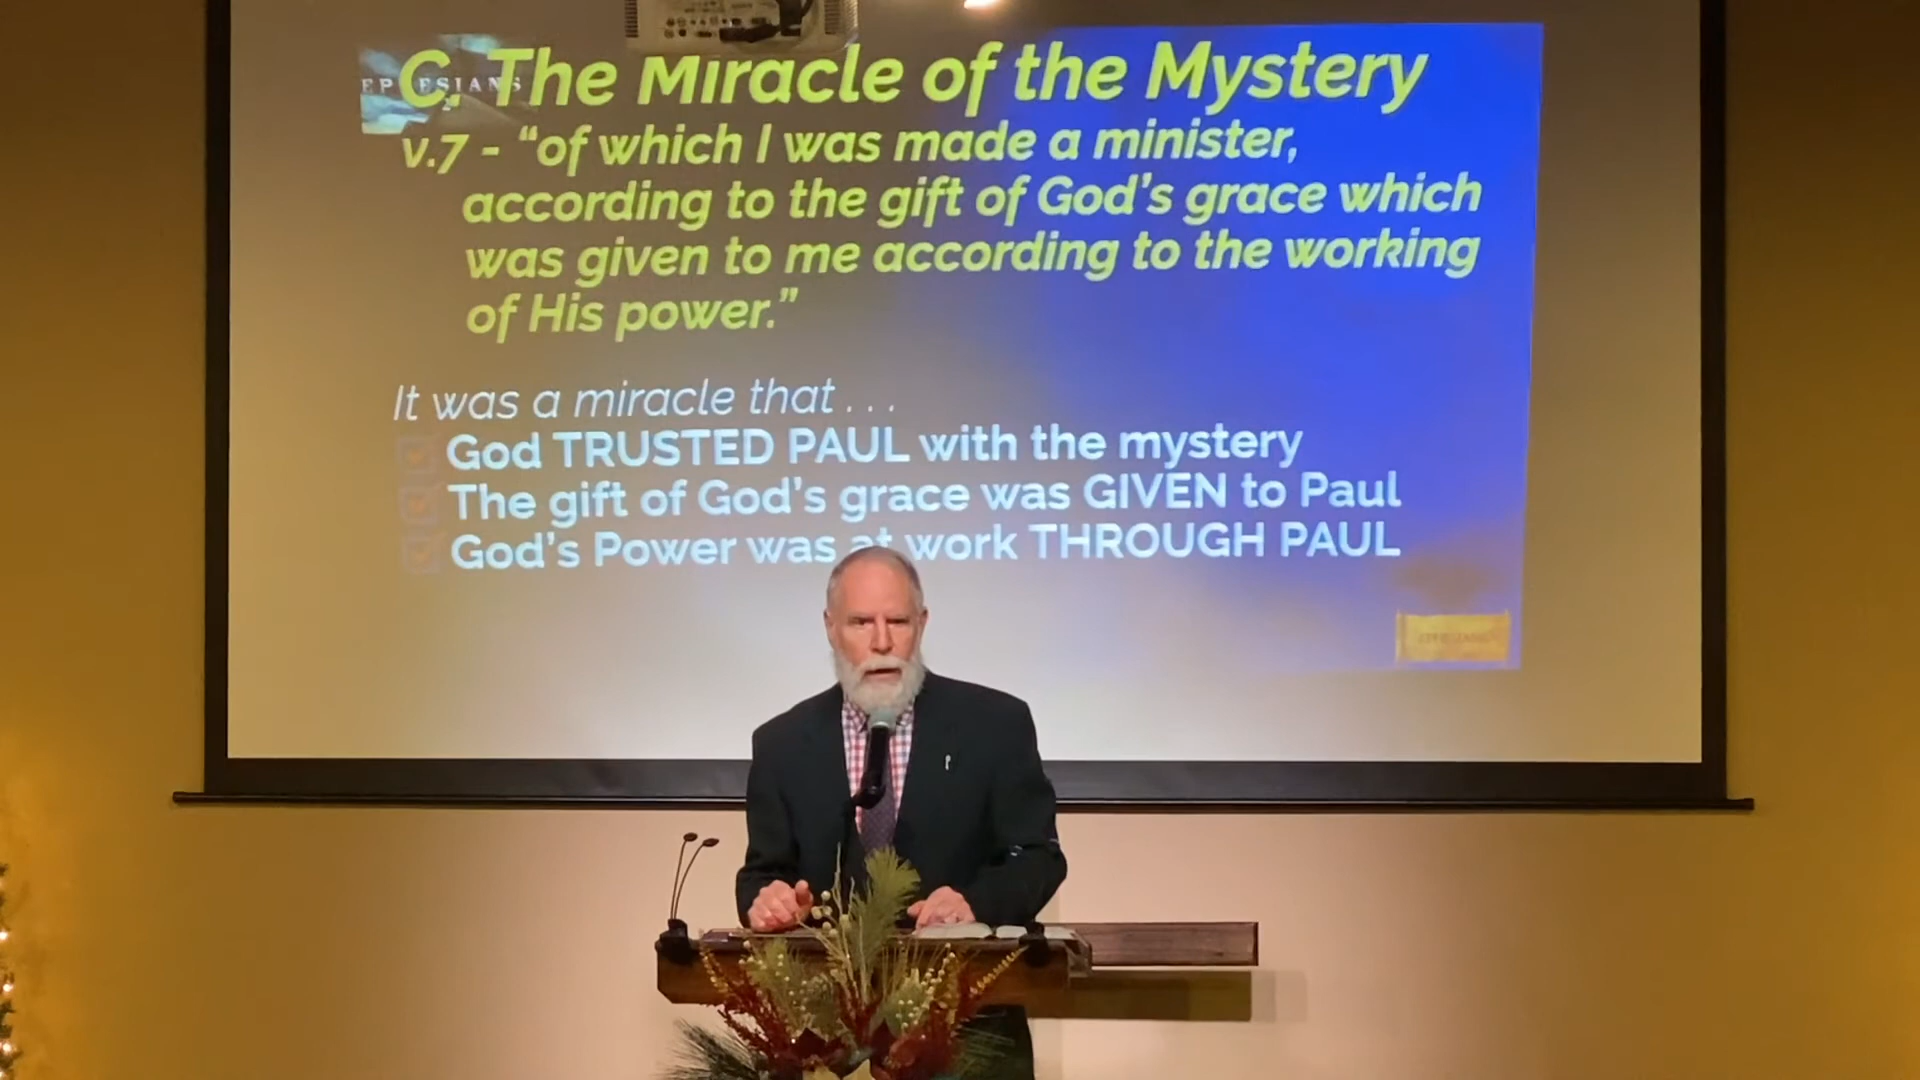 EPHESIANS
C. The Miracle of the Mystery
v.7 - “of which I was made a minister,
according to the gift of God’s grace which
was given to me according to the working
of His power.”
It was a miracle that . . .
God TRUSTED PAUL with the mystery
The gift of God’s grace was GIVEN to Paul
God’s Power was at work THROUGH PAUL
EPHESIANS